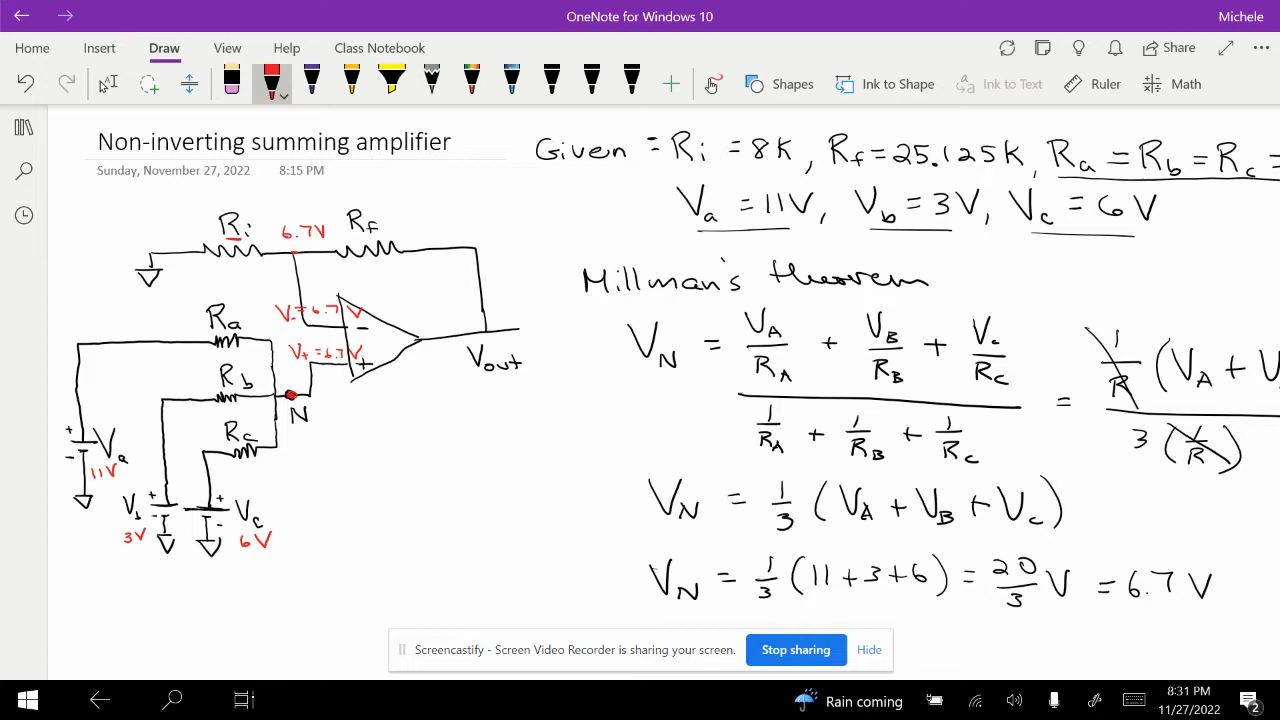 OneNote for Windows 10
Michele
Home Insert Draw View Help Class Notebook
Share
Shapes Ink to Shape Ink to Text Ruler Math
Non-inverting summing amplifier
Sunday, November 27, 2022 8:15 PM
Given = Ri = 8K, Rf = 25.125K, Ra = Rb = Rc =
Va = 11V, Vb = 3V, Vc = 6V
Ri 6.7V Rf
Millman's theorem
V- = 6.7 V
V+ = 6.7V
-
+
Vout
Ra
Rb
Rc
N
+ - Va 11V
+ - Vb 3V
+ - Vc 6V
VN = (VA/RA + VB/RB + Vc/Rc) / (1/RA + 1/RB + 1/Rc) = 1/R (VA + V / 3 (1/R)
VN = 1/3 (VA + VB + Vc)
VN = 1/3 (11 + 3 + 6) = 20/3 V = 6.7 V
Screencastify - Screen Video Recorder is sharing your screen. Stop sharing Hide
Rain coming
8:31 PM
11/27/2022
2